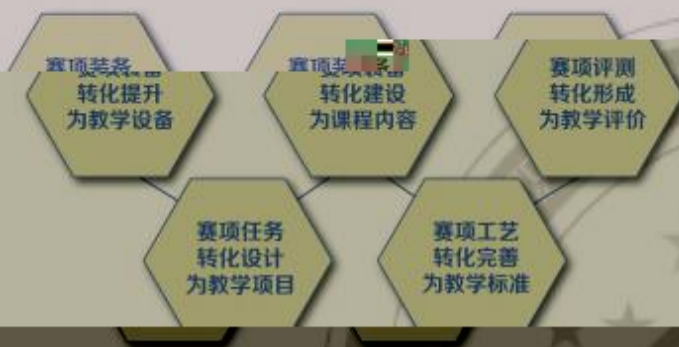 赛项装备
转化提升
为教学设备
赛项装备
转化建设
为课程内容
赛项评测
转化形成
为教学评价
赛项任务
转化设计
为教学项目
赛项工艺
转化完善
为教学标准